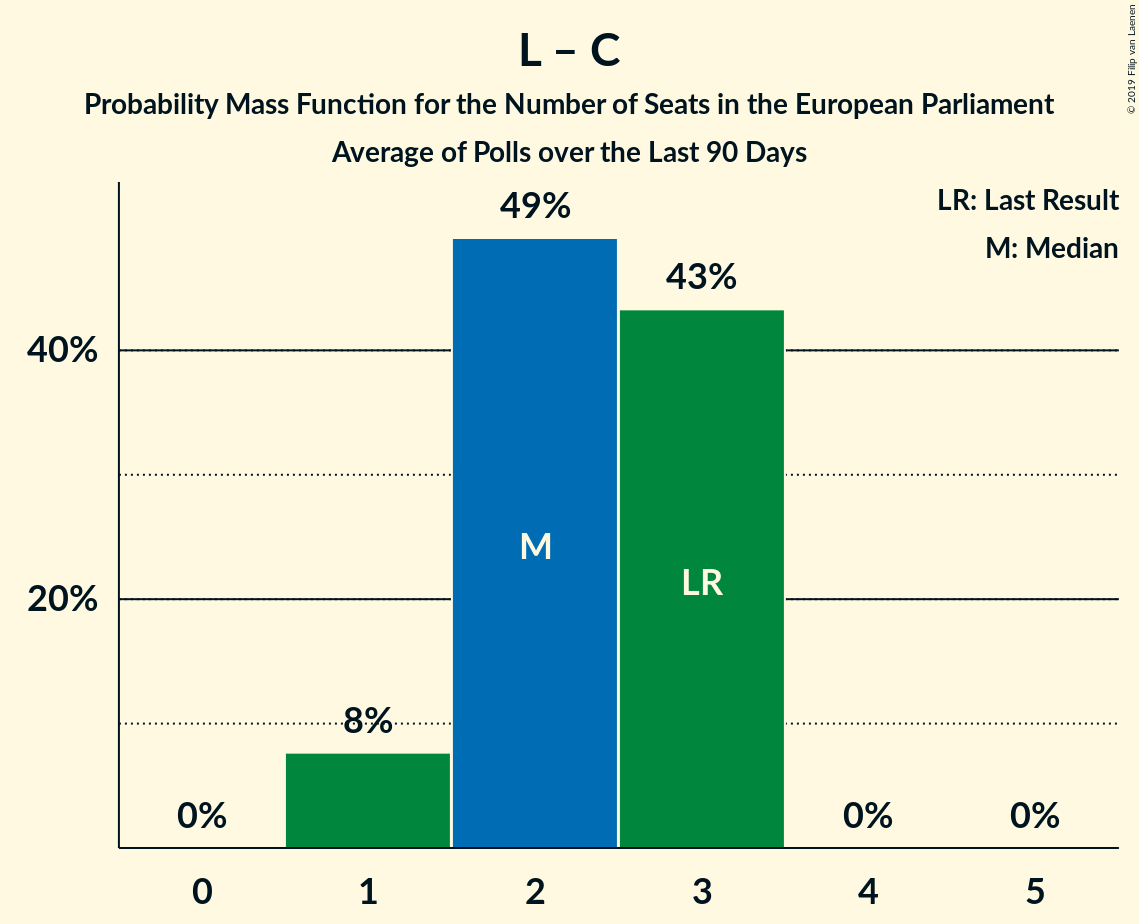 L – C
Probability Mass Function for the Number of Seats in the European Parliament
Average of Polls over the Last 90 Days
© 2019 Filip van Laenen
LR: Last Result
M: Median
49%
43%
40%
M
LR
20%
8%
0%
0%
0%
0 1 2 3 4 5